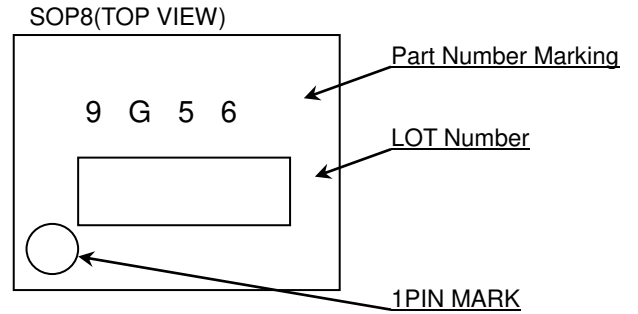 SOP8(TOP VIEW)
Part Number Marking
9 G 5 6
LOT Number
1PIN MARK